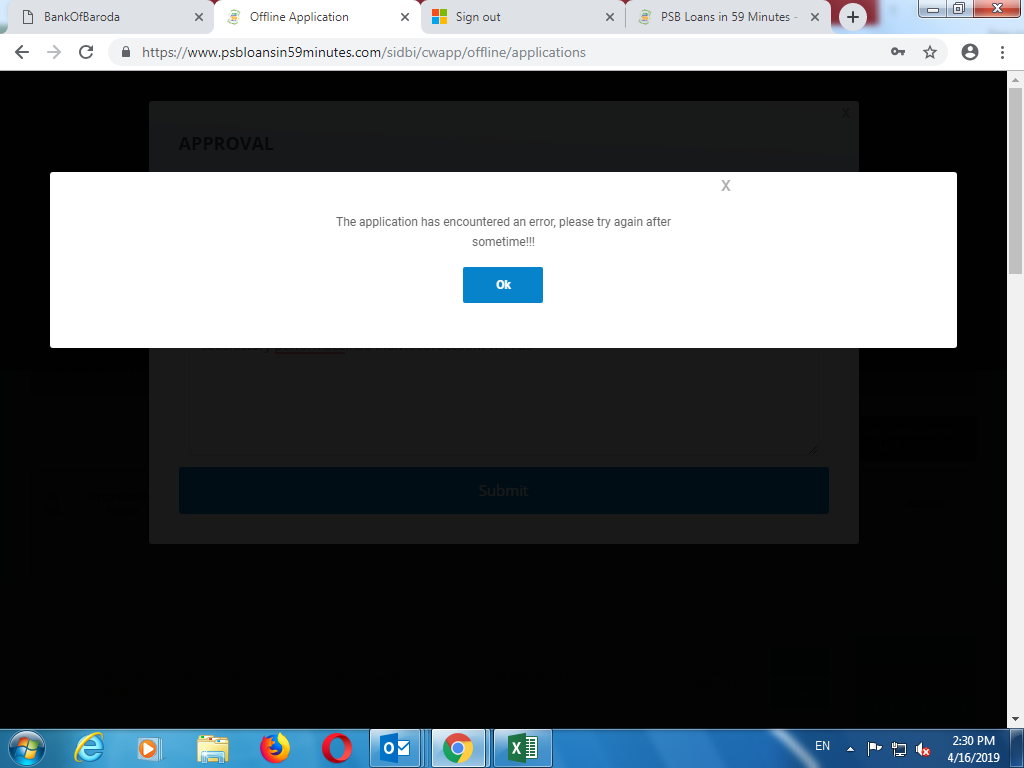 BankOfBaroda
Offline Application
Sign out
PSB Loans in 59 Minutes -
https://www.psbloansin59minutes.com/sidbi/cwapp/offline/applications
X
APPROVAL
X
The application has encountered an error, please try again after
sometime!!!
Ok
Submit
EN
2:30 PM
4/16/2019